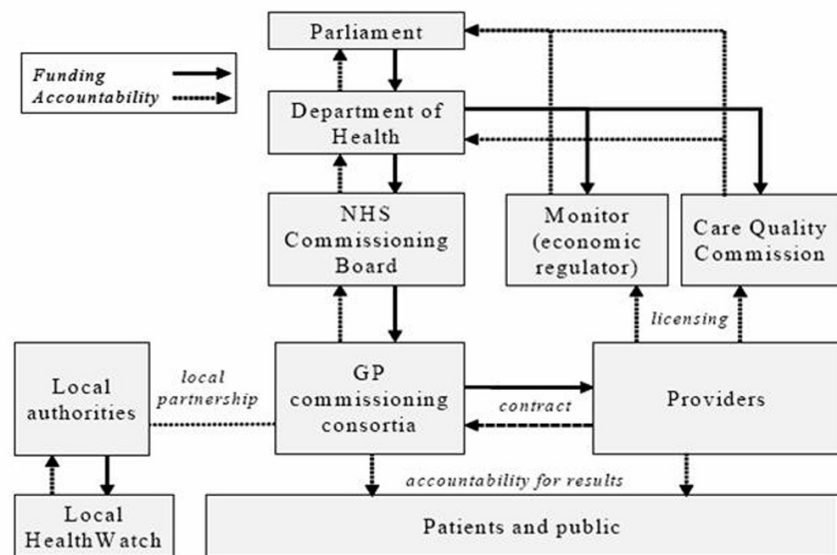 Parliament
Funding
Accountability
Department of
Health
NHS
Commissioning
Board
Monitor
(economic
regulator)
Care Quality
Commission
licensing
Local
authorities
local
partnership
GP
commissioning
consortia
contract
Providers
accountability for results
Local
HealthWatch
Patients and public